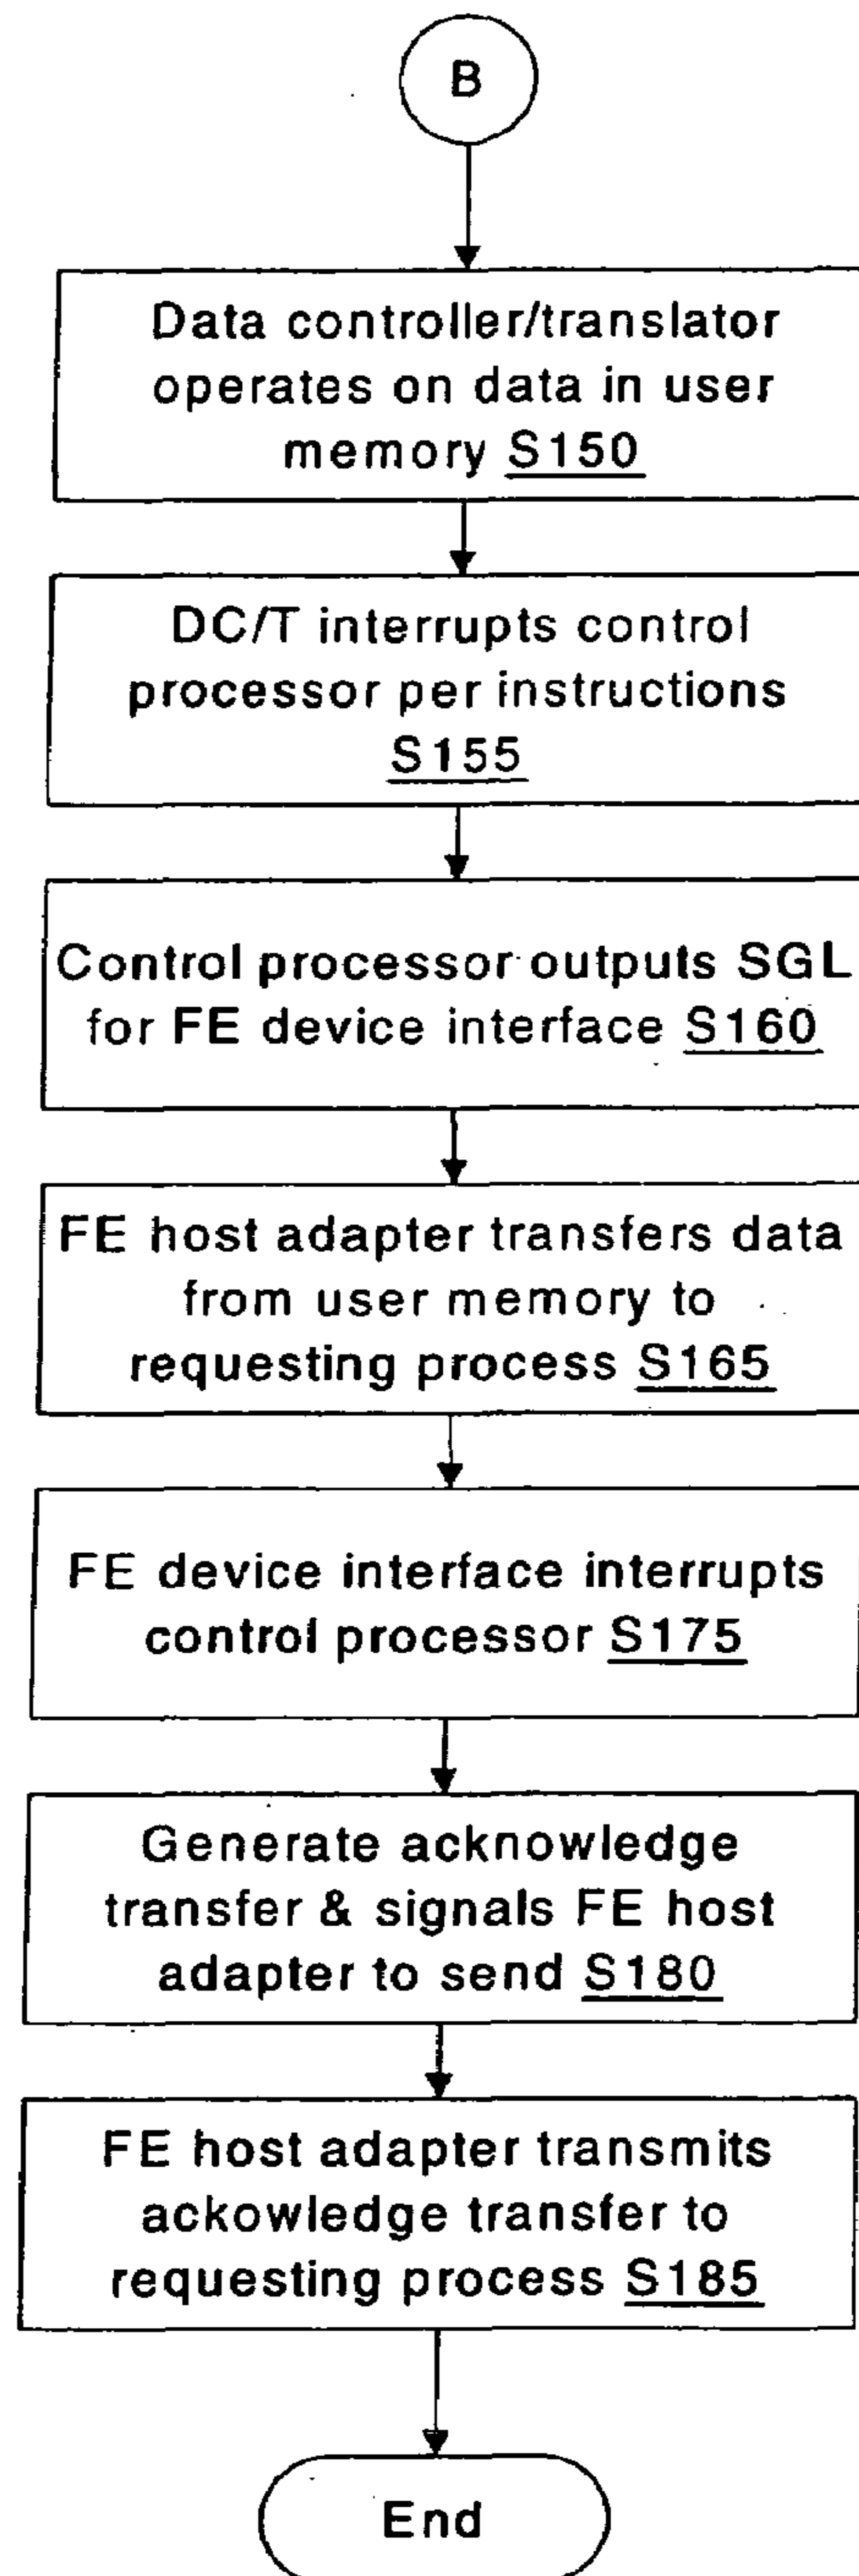 B
Data controller/translator
operates on data in user
memory S150
DC/T interrupts control
processor per instructions
S155
Control processor outputs SGL
for FE device interface S160
FE host adapter transfers data
from user memory to
requesting process S165
FE device interface interrupts
control processor S175
Generate acknowledge
transfer & signals FE host
adapter to send S180
FE host adapter transmits
ackowledge transfer to
requesting process S185
End